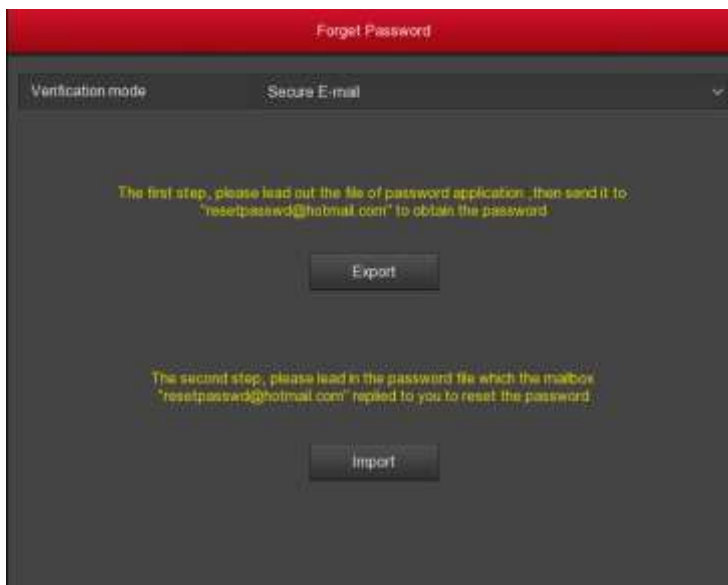 Forget Password
Verification mode
Secure E-mail
The first step, please lead out the file of password application ,then send it to
"resetpasswd@hotmail.com" to obtain the password
Export
The second step, please lead in the password file which the mailbox
"resetpasswd@hotmail.com" replied to you to reset the password
Import